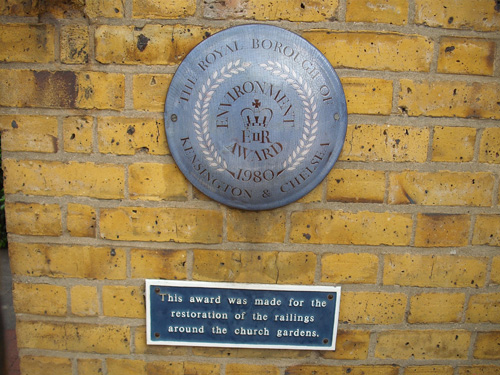 THE ROYAL BOROUGH OF
ENVIRONMENT
EIIR
AWARD
1980
KENSINGTON & CHELSEA
This award was made for the
restoration of the railings
around the church gardens.